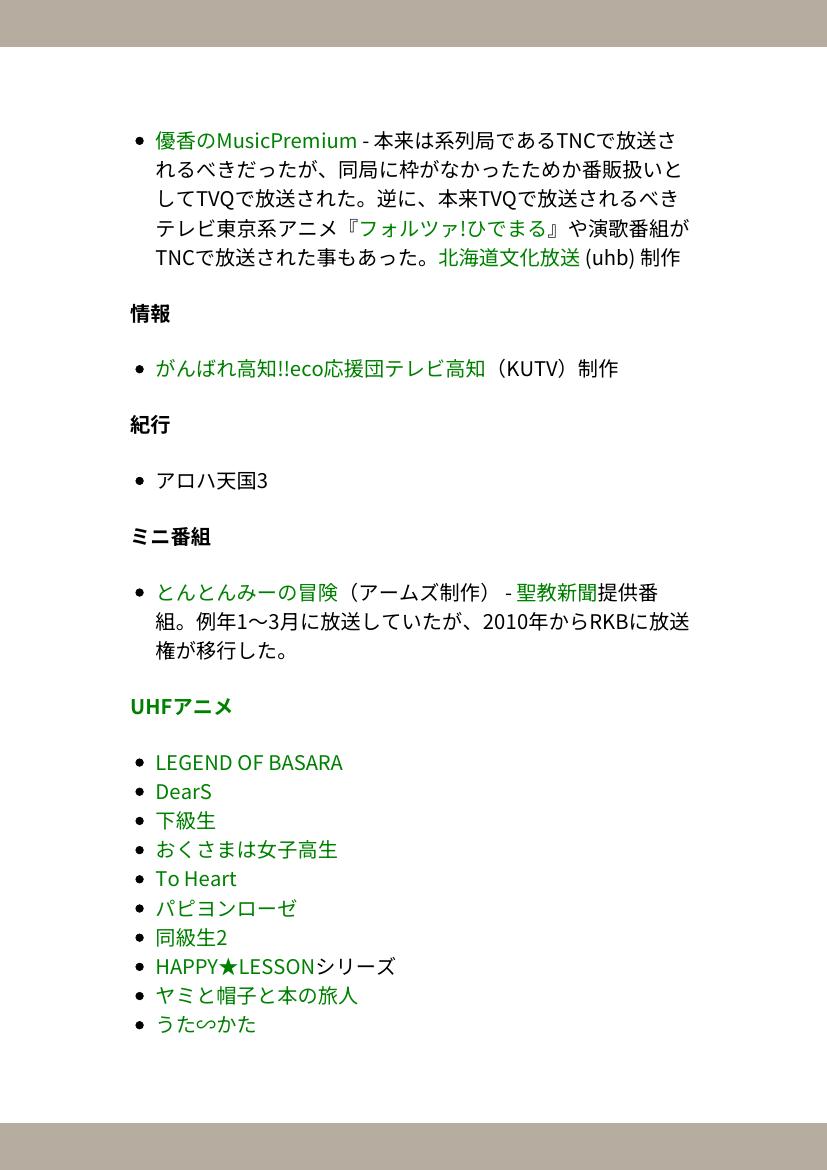 優香のMusicPremium - 本来は系列局であるTNCで放送さ
れるべきだったが、同局に枠がなかったためか番販扱いと
してTVQで放送された。逆に、本来TVQで放送されるべき
テレビ東京系アニメ『フォルツァ!ひでまる』や演歌番組が
TNCで放送された事もあった。北海道文化放送 (uhb) 制作
情報
がんばれ高知!!eco応援団テレビ高知（KUTV）制作
紀行
アロハ天国3
ミニ番組
とんとんみーの冒険（アームズ制作） - 聖教新聞提供番
組。例年1〜3月に放送していたが、2010年からRKBに放送
権が移行した。
UHFアニメ
LEGEND OF BASARA
DearS
下級生
おくさまは女子高生
To Heart
パピヨンローゼ
同級生2
HAPPY★LESSONシリーズ
ヤミと帽子と本の旅人
うた∽かた